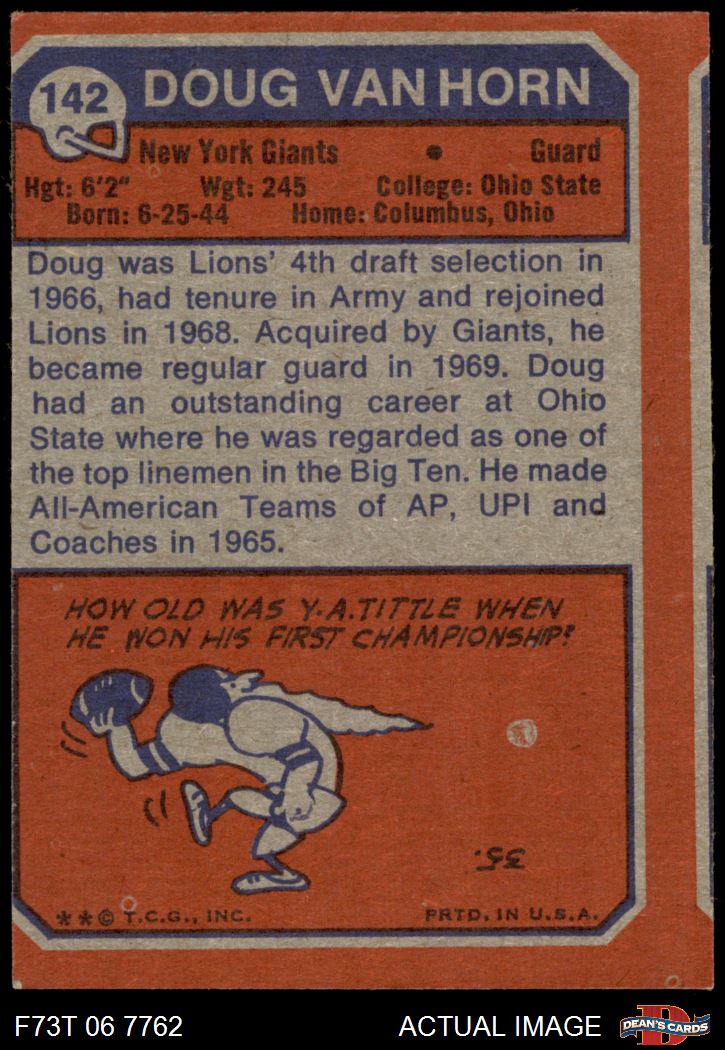 142 DOUG VAN HORN
New York Giants • Guard
Hgt: 6'2" Wgt: 245 College: Ohio State
Born: 6-25-44 Home: Columbus, Ohio
Doug was Lions' 4th draft selection in
1966, had tenure in Army and rejoined
Lions in 1968. Acquired by Giants, he
became regular guard in 1969. Doug
had an outstanding career at Ohio
State where he was regarded as one of
the top linemen in the Big Ten. He made
All-American Teams of AP, UPI and
Coaches in 1965.
HOW OLD WAS Y.A. TITTLE WHEN
HE WON HIS FIRST CHAMPIONSHIP?
35.
**© T.C.G., INC. PRTD. IN U.S.A.
F73T 06 7762 ACTUAL IMAGE D DEAN'S CARDS